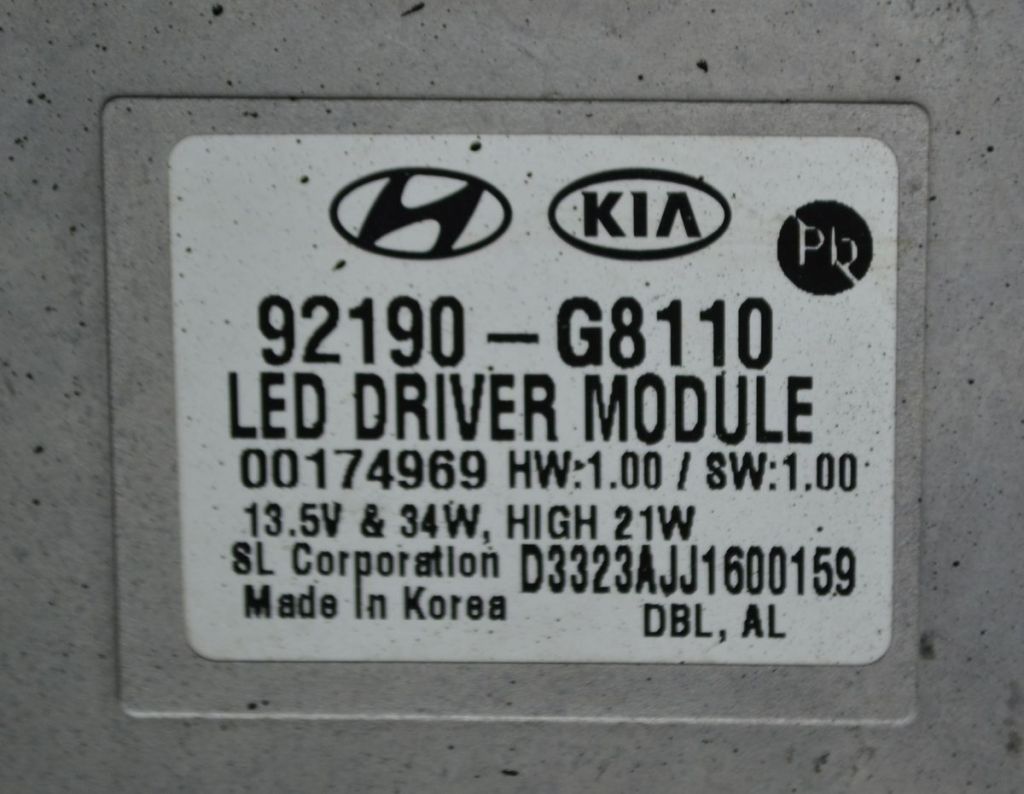 KIA
Pb
92190-G8110
LED DRIVER MODULE
00174969 HW:1.00 / SW:1.00
13.5V & 34W, HIGH 21W
SL Corporation D3323AJJ1600159
Made In Korea DBL, AL